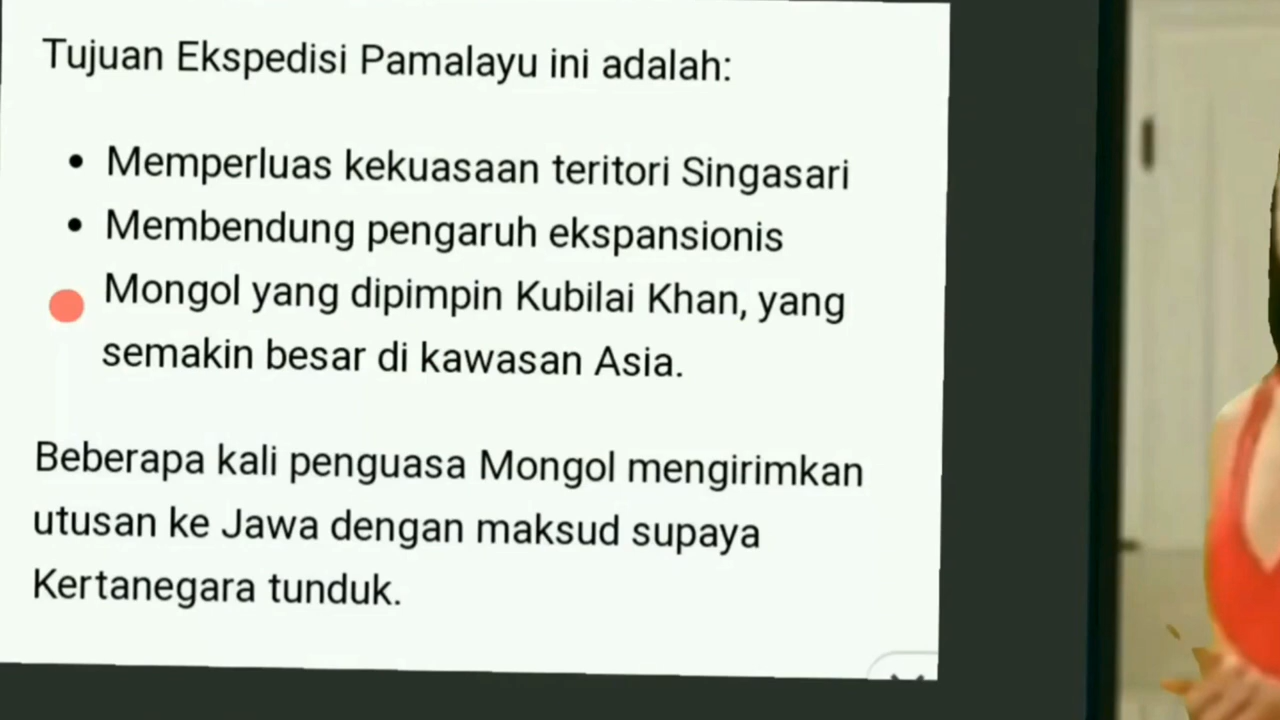 Tujuan Ekspedisi Pamalayu ini adalah:
• Memperluas kekuasaan teritori Singasari
• Membendung pengaruh ekspansionis
Mongol yang dipimpin Kubilai Khan, yang
semakin besar di kawasan Asia.
Beberapa kali penguasa Mongol mengirimkan
utusan ke Jawa dengan maksud supaya
Kertanegara tunduk.